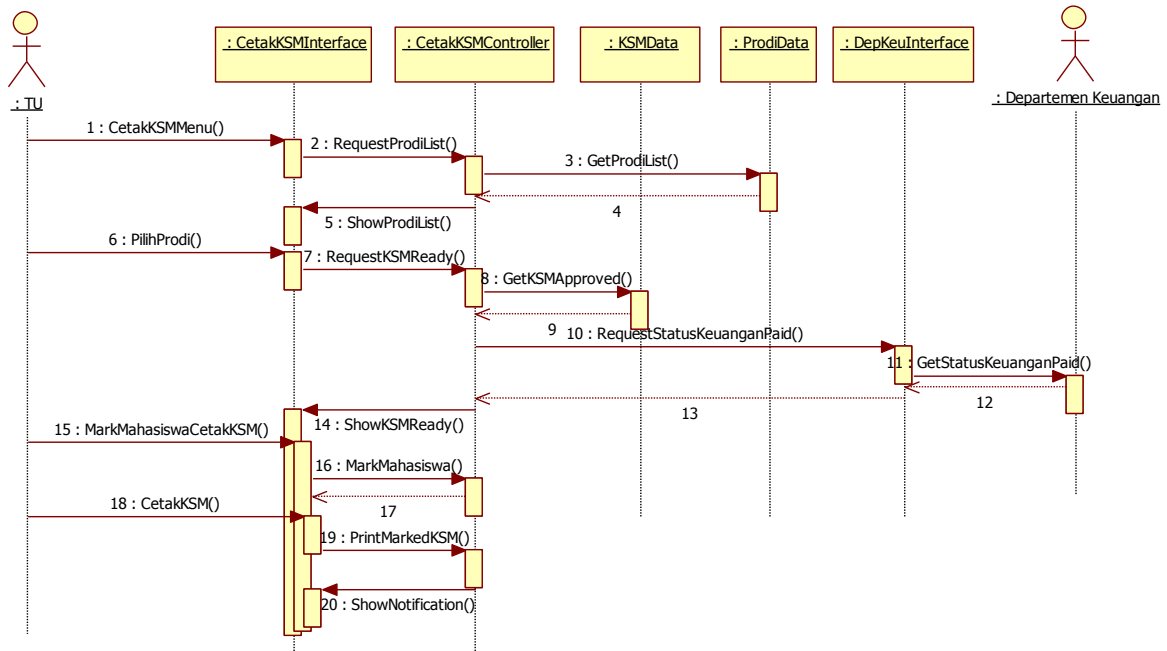 : CetakKSMInterface
: CetakKSMController
: KSMData
: ProdiData
: DepKeuInterface
: TU
: Departemen Keuangan
1 : CetakKSMMenu()
2 : RequestProdiList()
3 : GetProdiList()
4
5 : ShowProdiList()
6 : PilihProdi()
7 : RequestKSMReady()
8 : GetKSMApproved()
9
10 : RequestStatusKeuanganPaid()
11 : GetStatusKeuanganPaid()
12
13
14 : ShowKSMReady()
15 : MarkMahasiswaCetakKSM()
16 : MarkMahasiswa()
17
18 : CetakKSM()
19 : PrintMarkedKSM()
20 : ShowNotification()